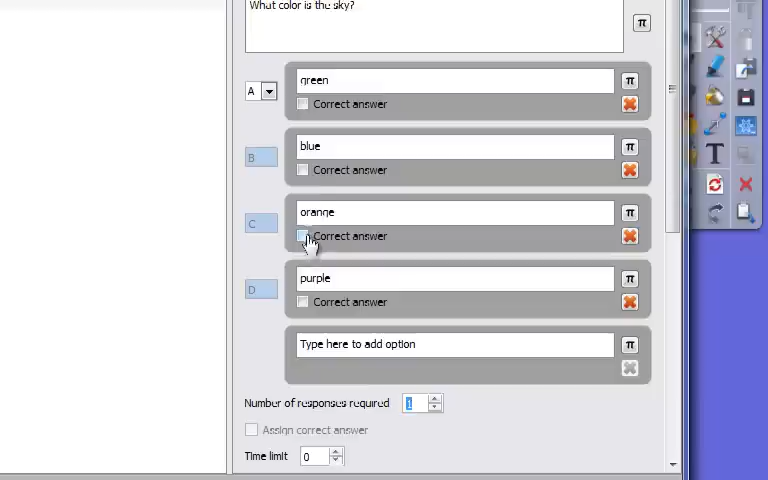 What color is the sky?
π
A green π
Correct answer
B blue π
Correct answer
C orange π
Correct answer
D purple π
Correct answer
Type here to add option π
Number of responses required 1
Assign correct answer
Time limit 0
T